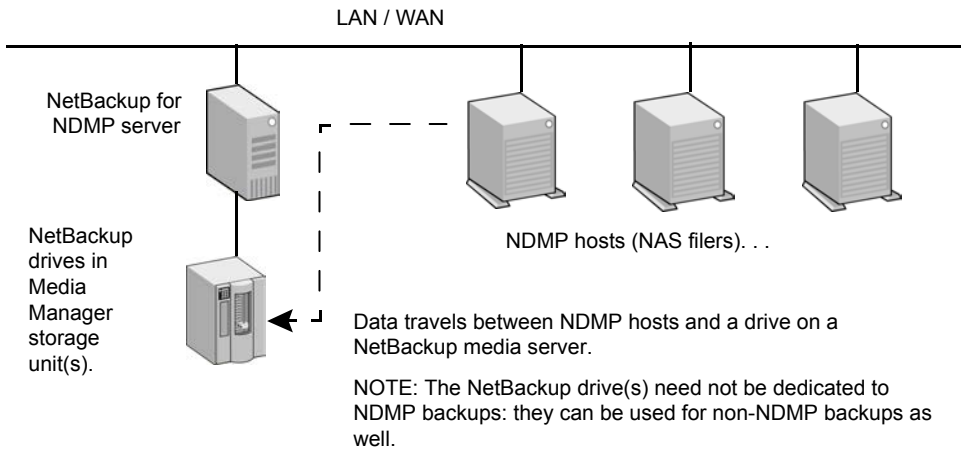 LAN / WAN
NetBackup for
NDMP server
NetBackup
drives in
Media
Manager
storage
unit(s).
NDMP hosts (NAS filers). . .
Data travels between NDMP hosts and a drive on a
NetBackup media server.
NOTE: The NetBackup drive(s) need not be dedicated to
NDMP backups: they can be used for non-NDMP backups as
well.